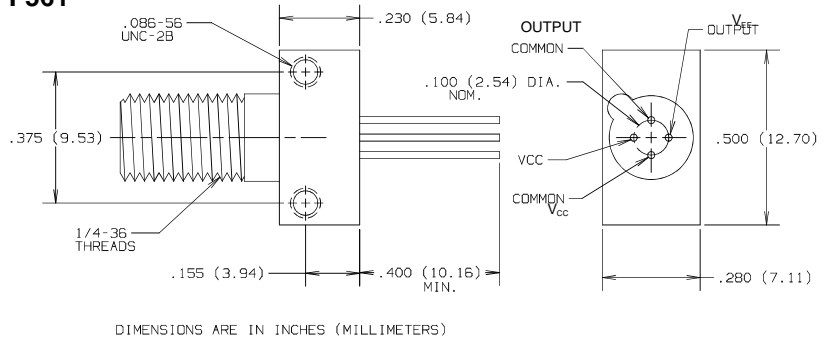 .086-56
UNC-2B
.230 (5.84)
OUTPUT
COMMON
VEE
OUTPUT
.100 (2.54) DIA.
NOM.
.375 (9.53)
.500 (12.70)
VCC
COMMON
Vcc
1/4-36
THREADS
.155 (3.94)
.400 (10.16)
MIN.
.280 (7.11)
DIMENSIONS ARE IN INCHES (MILLIMETERS)